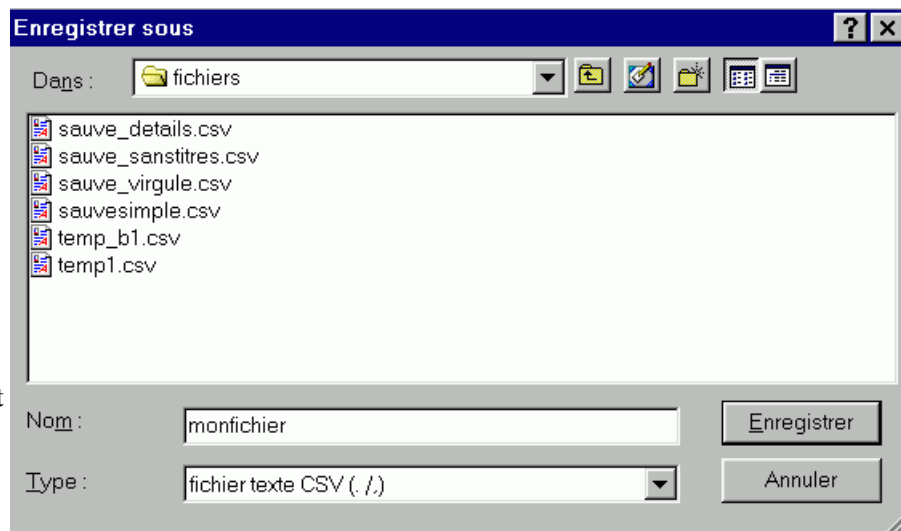 Enregistrer sous
Dans : fichiers
sauve_details.csv
sauve_sanstitres.csv
sauve_virgule.csv
sauvesimple.csv
temp_b1.csv
temp1.csv
t
Nom : monfichier Enregistrer
Type : fichier texte CSV (. /,) Annuler